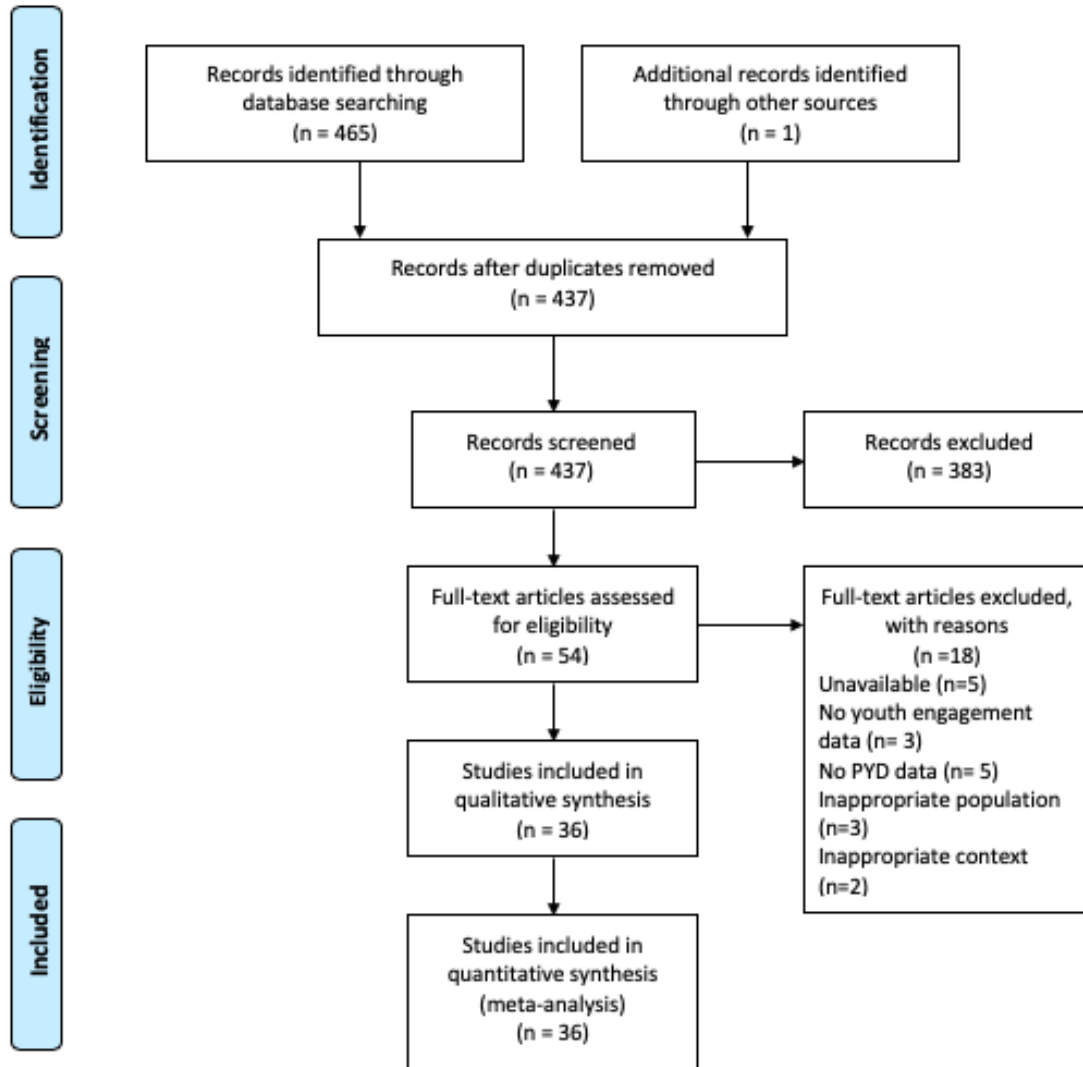 Identification
Records identified through
database searching
(n = 465)
Additional records identified
through other sources
(n = 1)
Records after duplicates removed
(n = 437)
Screening
Records screened
(n = 437)
Records excluded
(n = 383)
Eligibility
Full-text articles assessed
for eligibility
(n = 54)
Full-text articles excluded,
with reasons
(n =18)
Unavailable (n=5)
No youth engagement
data (n= 3)
No PYD data (n= 5)
Inappropriate population
(n=3)
Inappropriate context
(n=2)
Studies included in
qualitative synthesis
(n = 36)
Included
Studies included in
quantitative synthesis
(meta-analysis)
(n = 36)